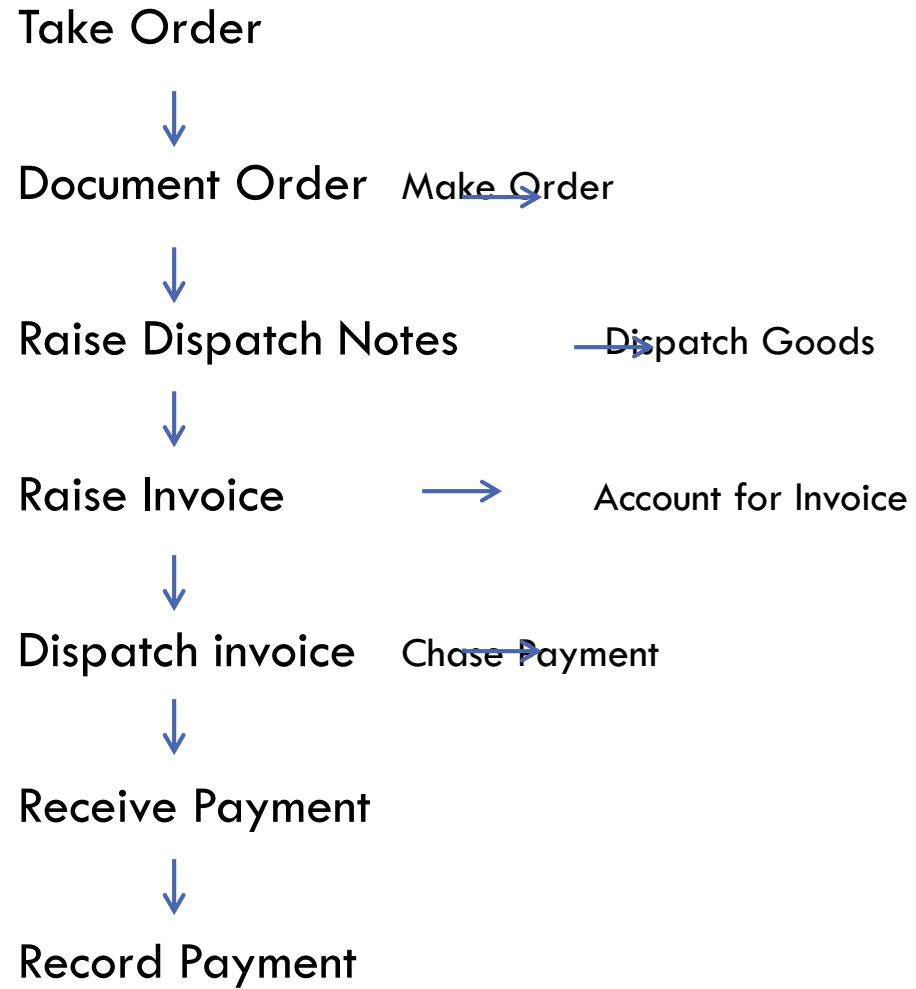 Take Order
Document Order Make Order
Raise Dispatch Notes Dispatch Goods
Raise Invoice Account for Invoice
Dispatch invoice Chase Payment
Receive Payment
Record Payment